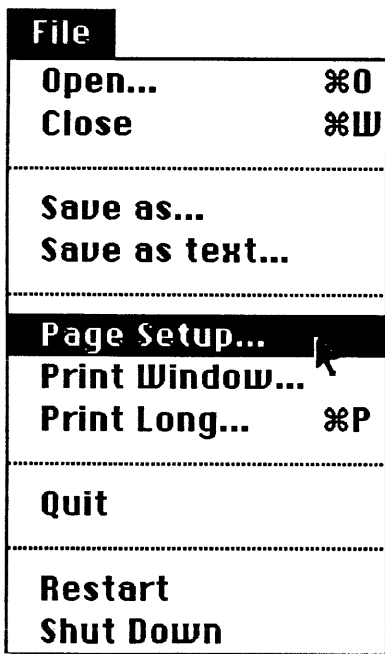 File
Open... ⌘O
Close ⌘W
Save as...
Save as text...
Page Setup...
Print Window...
Print Long... ⌘P
Quit
Restart
Shut Down